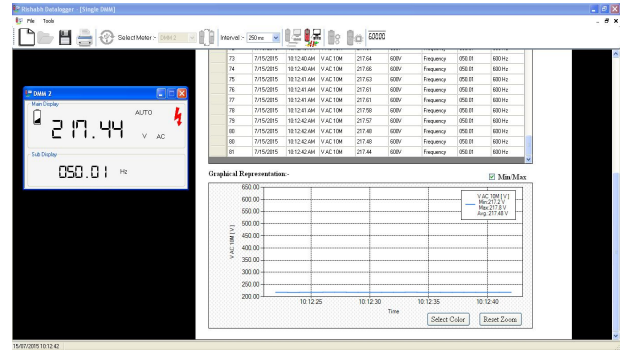 Rishabh Datalogger - [Single DMM]
File Tools
Select Meter:- DMM 2 Interval :- 250 ms 60000
73 7/15/2015 10:12:40 AM V AC 10M 217.64 600V Frequency 050.01 600 Hz
74 7/15/2015 10:12:40 AM V AC 10M 217.66 600V Frequency 050.01 600 Hz
75 7/15/2015 10:12:41 AM V AC 10M 217.63 600V Frequency 050.01 600 Hz
76 7/15/2015 10:12:41 AM V AC 10M 217.61 600V Frequency 050.01 600 Hz
77 7/15/2015 10:12:41 AM V AC 10M 217.61 600V Frequency 050.01 600 Hz
78 7/15/2015 10:12:41 AM V AC 10M 217.58 600V Frequency 050.01 600 Hz
79 7/15/2015 10:12:42 AM V AC 10M 217.57 600V Frequency 050.01 600 Hz
80 7/15/2015 10:12:42 AM V AC 10M 217.48 600V Frequency 050.01 600 Hz
80 7/15/2015 10:12:42 AM V AC 10M 217.48 600V Frequency 050.01 600 Hz
81 7/15/2015 10:12:42 AM V AC 10M 217.44 600V Frequency 050.01 600 Hz
DMM 2
Main Display
AUTO
217.44 V AC
Sub Display
050.01 Hz
Graphical Representation:-
Min/Max
650.00
600.00
550.00
500.00
450.00
400.00
350.00
300.00
250.00
200.00
V AC 10M [ V ]
V AC 10M [ V ]
Min:217.2 V
Max:217.8 V
Avg.:217.48 V
10:12:25 10:12:30 10:12:35 10:12:40
Time
Select Color Reset Zoom
15/07/2015 10:12:42